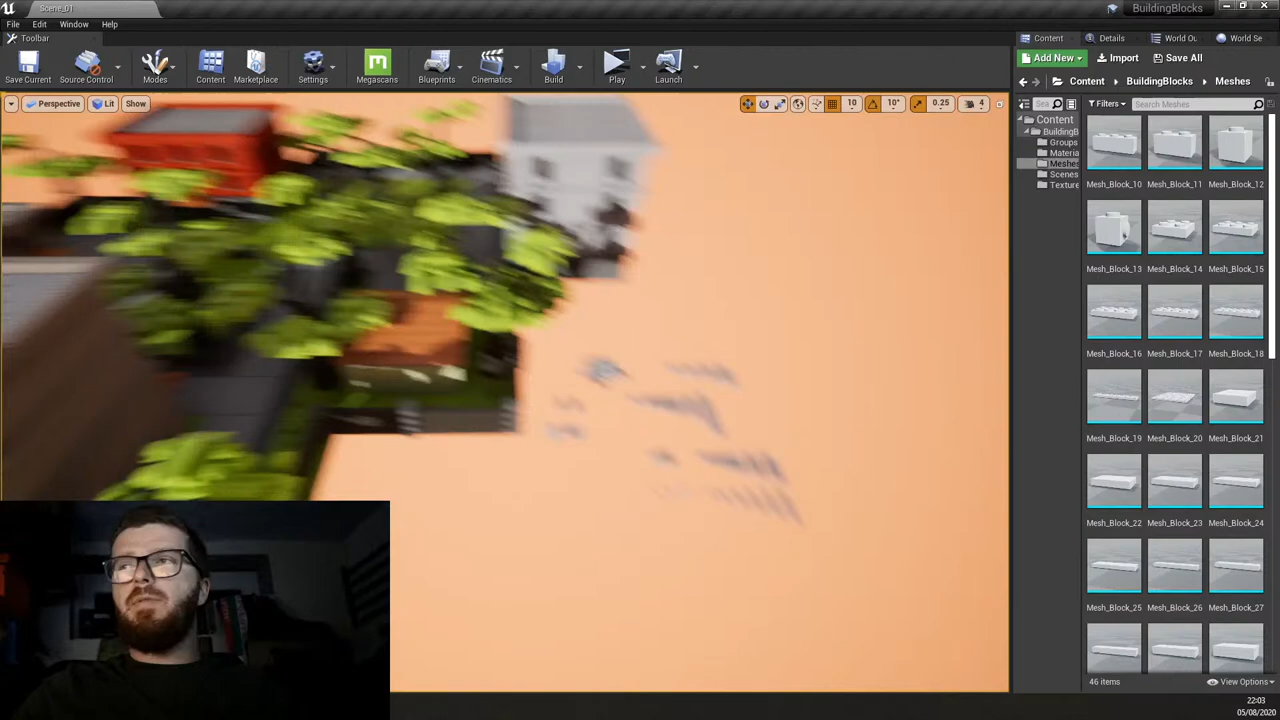 Scene_01
BuildingBlocks
File Edit Window Help
Toolbar
Content Details World Ou World Se
Save Current Source Control Modes Content Marketplace Settings Megascans Blueprints Cinematics Build Play Launch
Add New Import Save All
Content BuildingBlocks Meshes
Perspective Lit Show
10 10° 0.25 4
Sea Filters Search Meshes
Content
BuildingB
Groups
Materia
Meshes
Scenes
Texture
Mesh_Block_10 Mesh_Block_11 Mesh_Block_12
Mesh_Block_13 Mesh_Block_14 Mesh_Block_15
Mesh_Block_16 Mesh_Block_17 Mesh_Block_18
Mesh_Block_19 Mesh_Block_20 Mesh_Block_21
Mesh_Block_22 Mesh_Block_23 Mesh_Block_24
Mesh_Block_25 Mesh_Block_26 Mesh_Block_27
46 items View Options
22:03
05/08/2020